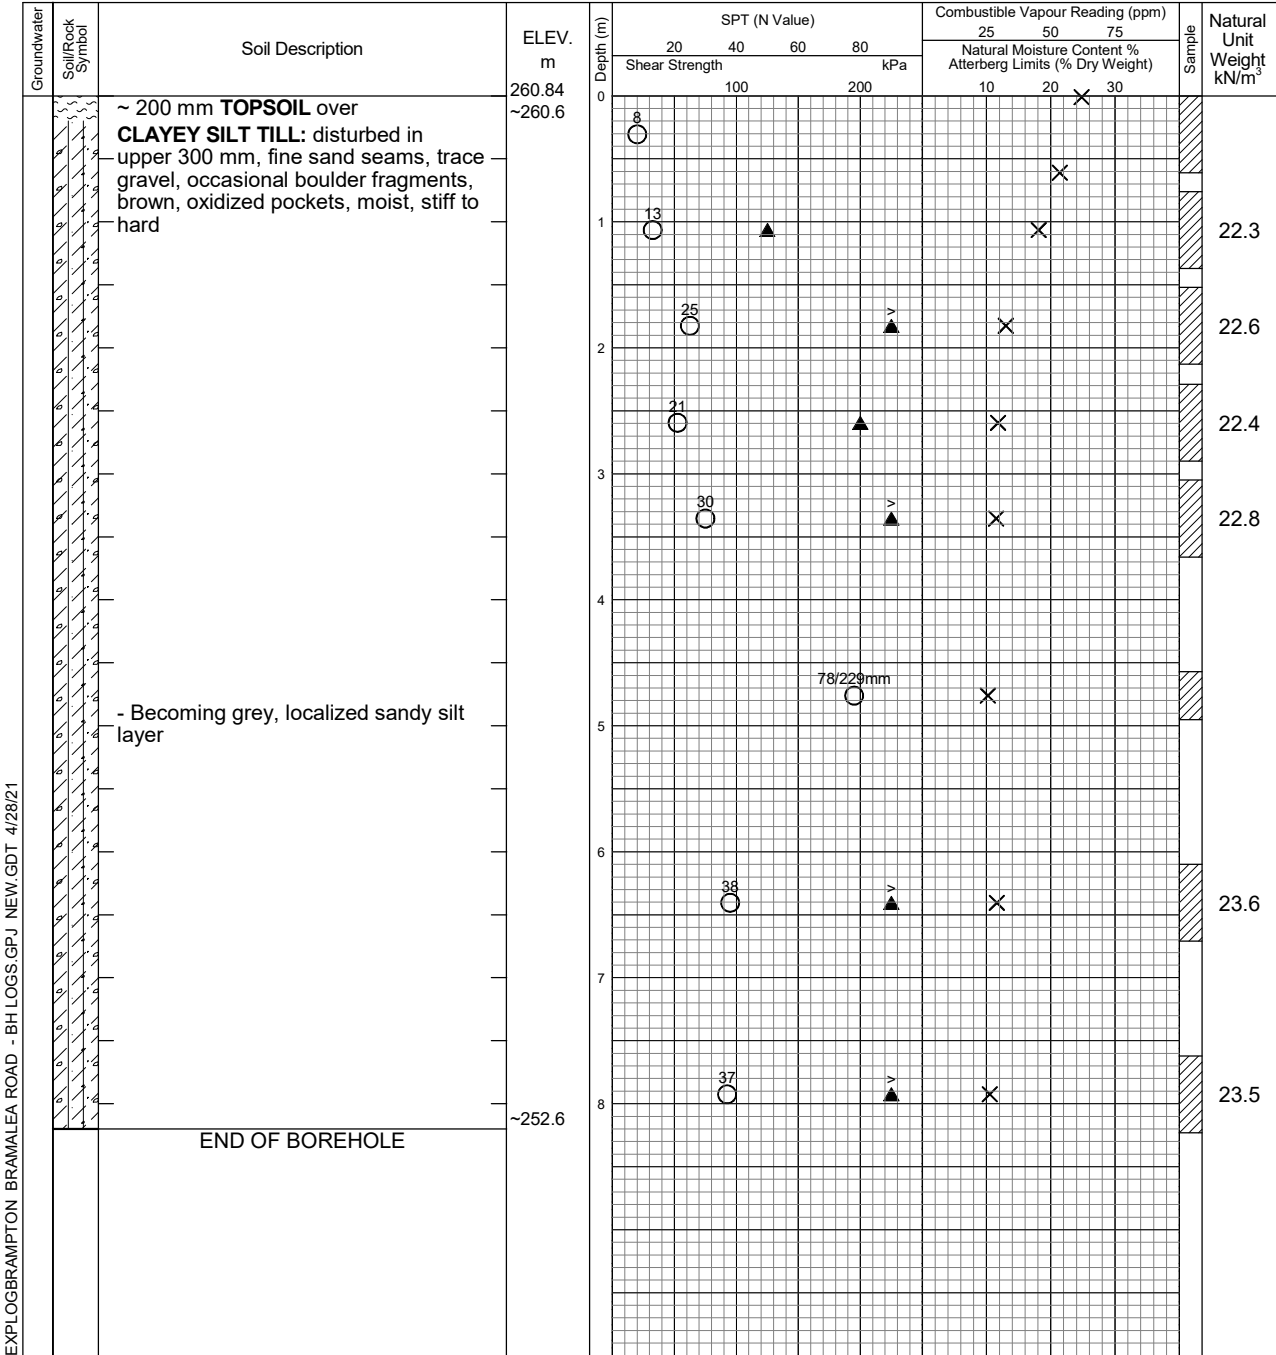 Groundwater
Soil/Rock
Symbol
Soil Description
ELEV.
m
260.84
Depth (m)
SPT (N Value)
20 40 60 80
Shear Strength kPa
100 200
Combustible Vapour Reading (ppm)
25 50 75
Natural Moisture Content %
Atterberg Limits (% Dry Weight)
10 20 30
Sample
Natural
Unit
Weight
kN/m3
0
~ 200 mm TOPSOIL over
~260.6
CLAYEY SILT TILL: disturbed in
upper 300 mm, fine sand seams, trace
gravel, occasional boulder fragments,
brown, oxidized pockets, moist, stiff to
hard
8
13
1
22.3
25
>
22.6
2
21
22.4
3
30
>
22.8
4
78/229mm
- Becoming grey, localized sandy silt
layer
5
6
38
>
23.6
7
37
>
23.5
8
~252.6
END OF BOREHOLE
EXPLOGBRAMPTON BRAMALEA ROAD - BH LOGS.GPJ NEW.GDT 4/28/21